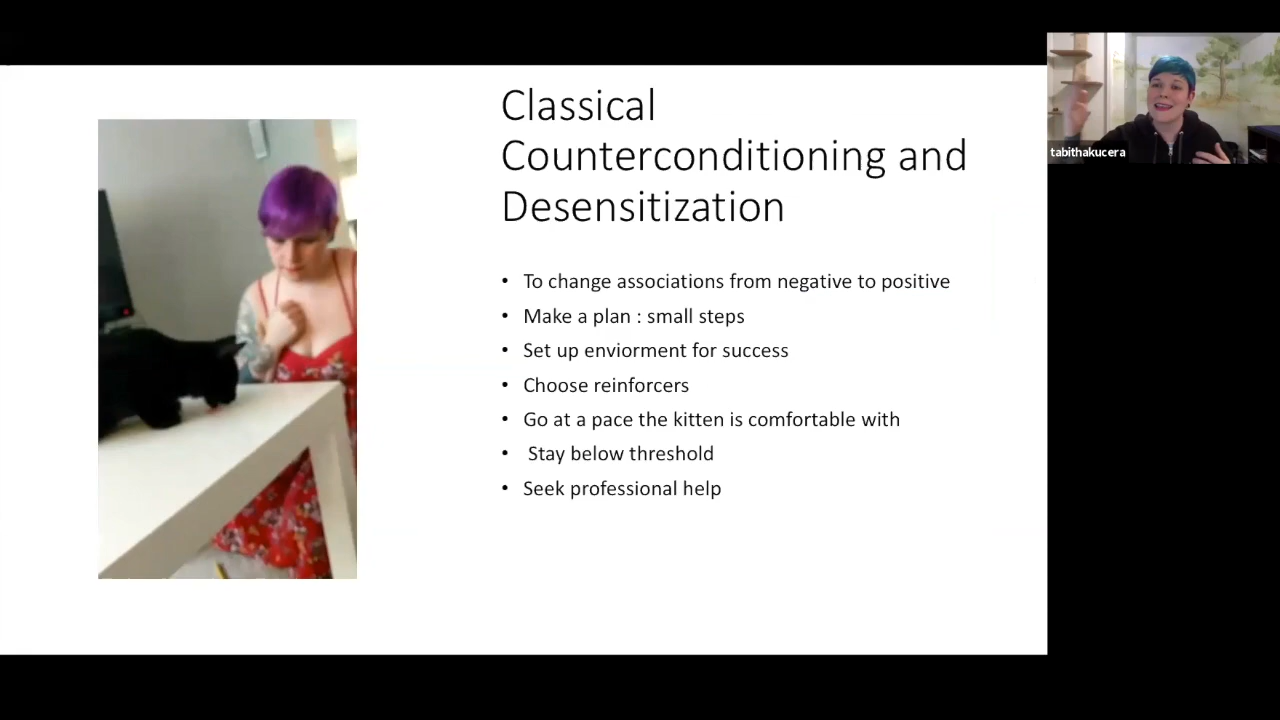 Classical
Counterconditioning and
Desensitization
• To change associations from negative to positive
• Make a plan : small steps
• Set up enviorment for success
• Choose reinforcers
• Go at a pace the kitten is comfortable with
• Stay below threshold
• Seek professional help
tabithakucera